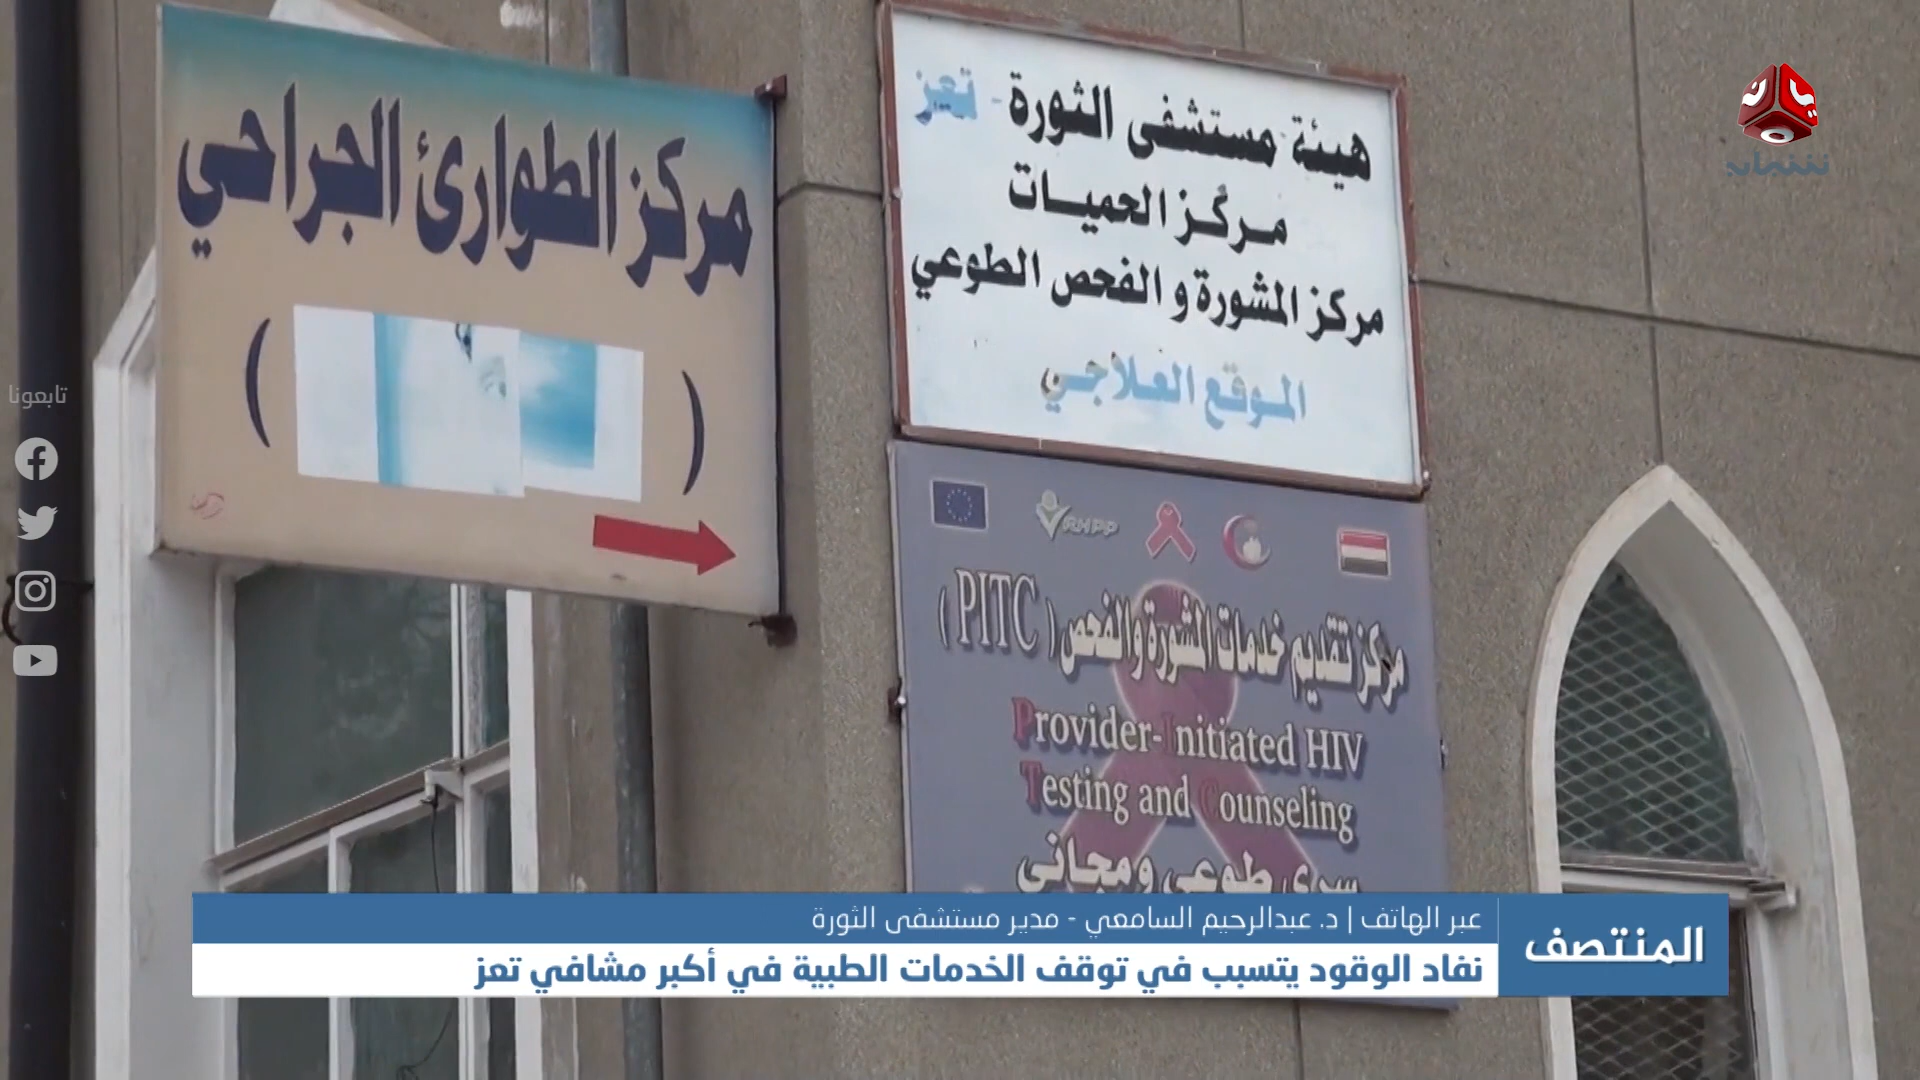 مركز الطوارئ الجراحي
( )
هيئة مستشفى الثورة - تعز
مركز الحميات
مركز المشورة و الفحص الطوعي
الموقع العلاجي
RHPP
مركز تقديم خدمات المشورة والفحص ( PITC )
Provider-Initiated HIV
Testing and Counseling
سري طوعي ومجاني
تابعونا
يمن شباب
المنتصف
عبر الهاتف | د. عبدالرحيم السامعي - مدير مستشفى الثورة
نفاد الوقود يتسبب في توقف الخدمات الطبية في أكبر مشافي تعز